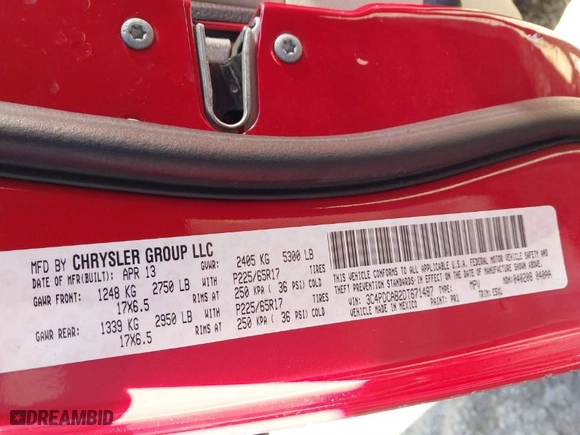 MFD BY CHRYSLER GROUP LLC
DATE OF MFR(BUILT): APR 13
GVWR: 2405 KG 5300 LB
GAWR FRONT: 1248 KG 2750 LB P225/65R17 TIRES
17X6.5 RIMS AT 250 KPA ( 36 PSI) COLD
GAWR REAR: 1339 KG 2950 LB P225/65R17 TIRES
17X6.5 RIMS AT 250 KPA ( 36 PSI) COLD
THIS VEHICLE CONFORMS TO ALL APPLICABLE U.S.A. FEDERAL MOTOR VEHICLE SAFETY
AND THEFT PREVENTION STANDARDS IN EFFECT ON THE DATE OF MANUFACTURE SHOWN ABOVE.
VIN: TYPE: MPV
VEHICLE MADE IN MEXICO PAINT: PR1 TRIM:
DREAMBID